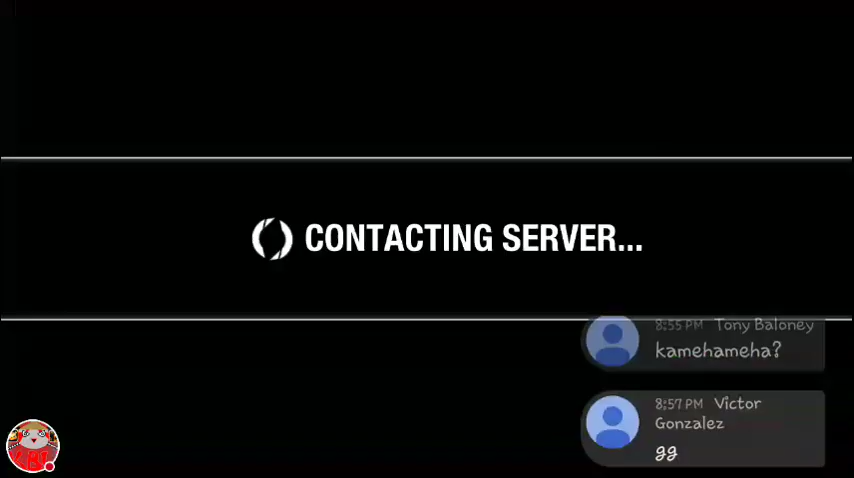 CONTACTING SERVER...
8:55 PM Tony Baloney
kamehameha?
8:57 PM Victor
Gonzalez
gg